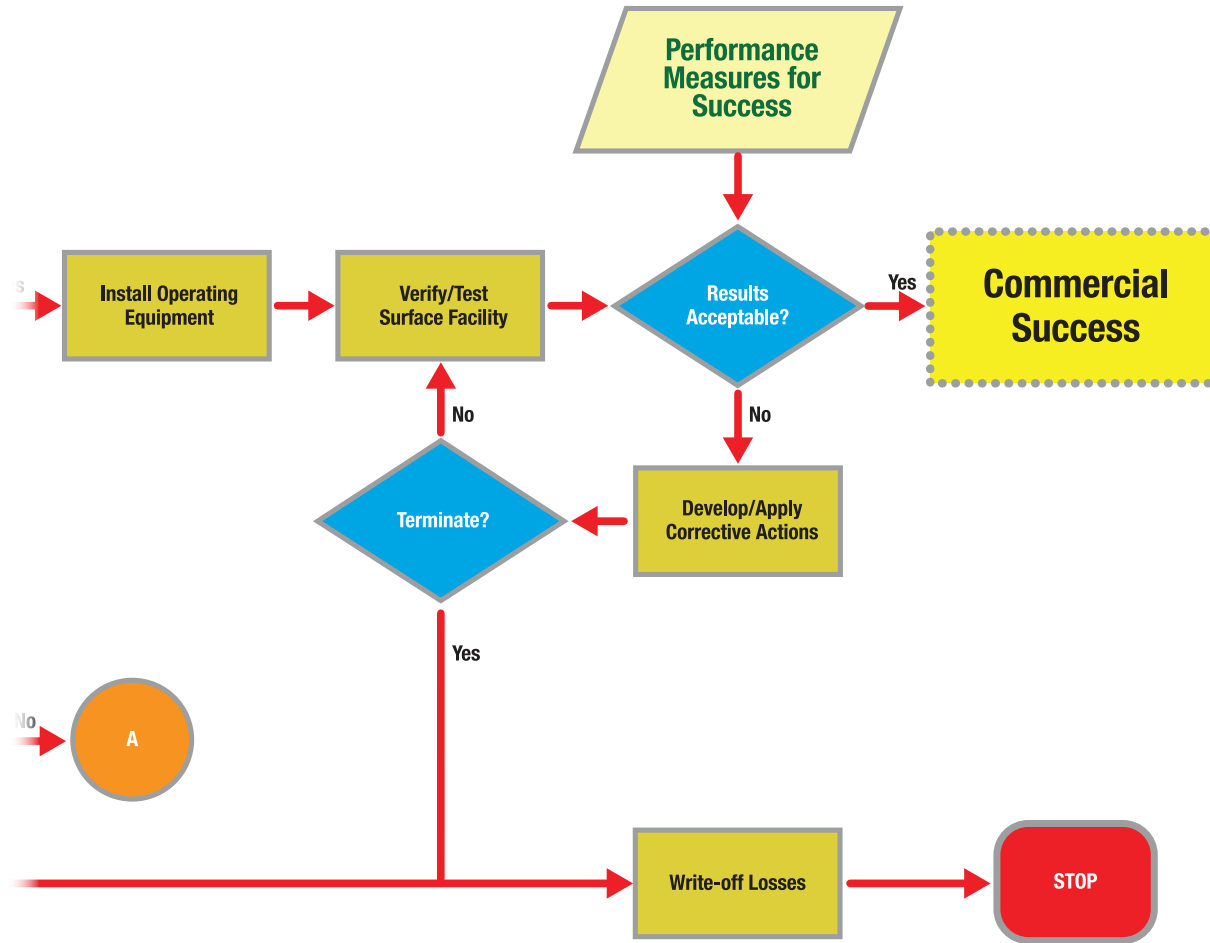 Performance
Measures for
Success
s
Install Operating
Equipment
Verify/Test
Surface Facility
Results
Acceptable?
Yes
Commercial
Success
No
No
Terminate?
Develop/Apply
Corrective Actions
Yes
No
A
Write-off Losses
STOP